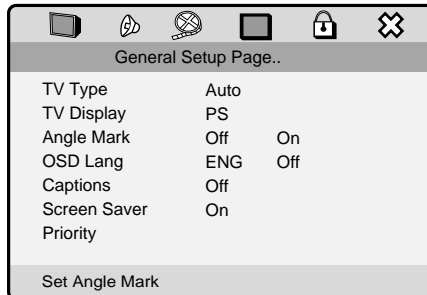 General Setup Page..
TV Type Auto
TV Display PS
Angle Mark Off On
OSD Lang ENG Off
Captions Off
Screen Saver On
Priority
Set Angle Mark